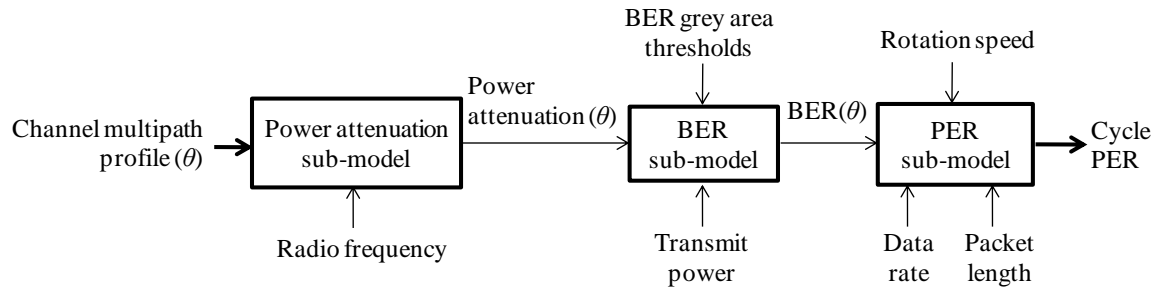 BER grey area
thresholds
Rotation speed
Channel multipath
profile (θ)
Power attenuation
sub-model
Power
attenuation (θ)
BER
sub-model
BER(θ)
PER
sub-model
Cycle
PER
Radio frequency
Transmit
power
Data
rate
Packet
length